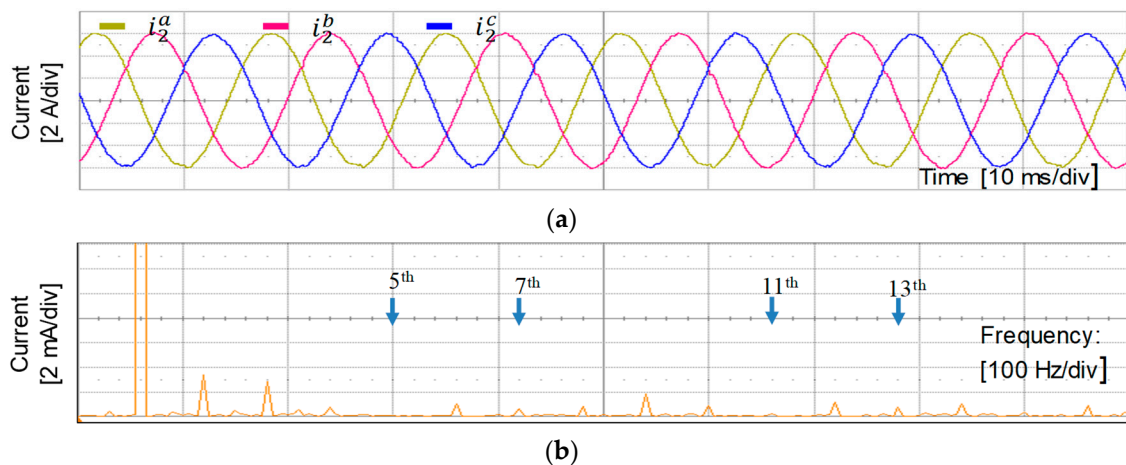 i₂ᵃ i₂ᵇ i₂ᶜ
Current
[2 A/div]
Time [10 ms/div]
(a)
5th 7th 11th 13th
Current
[2 mA/div]
Frequency:
[100 Hz/div]
(b)